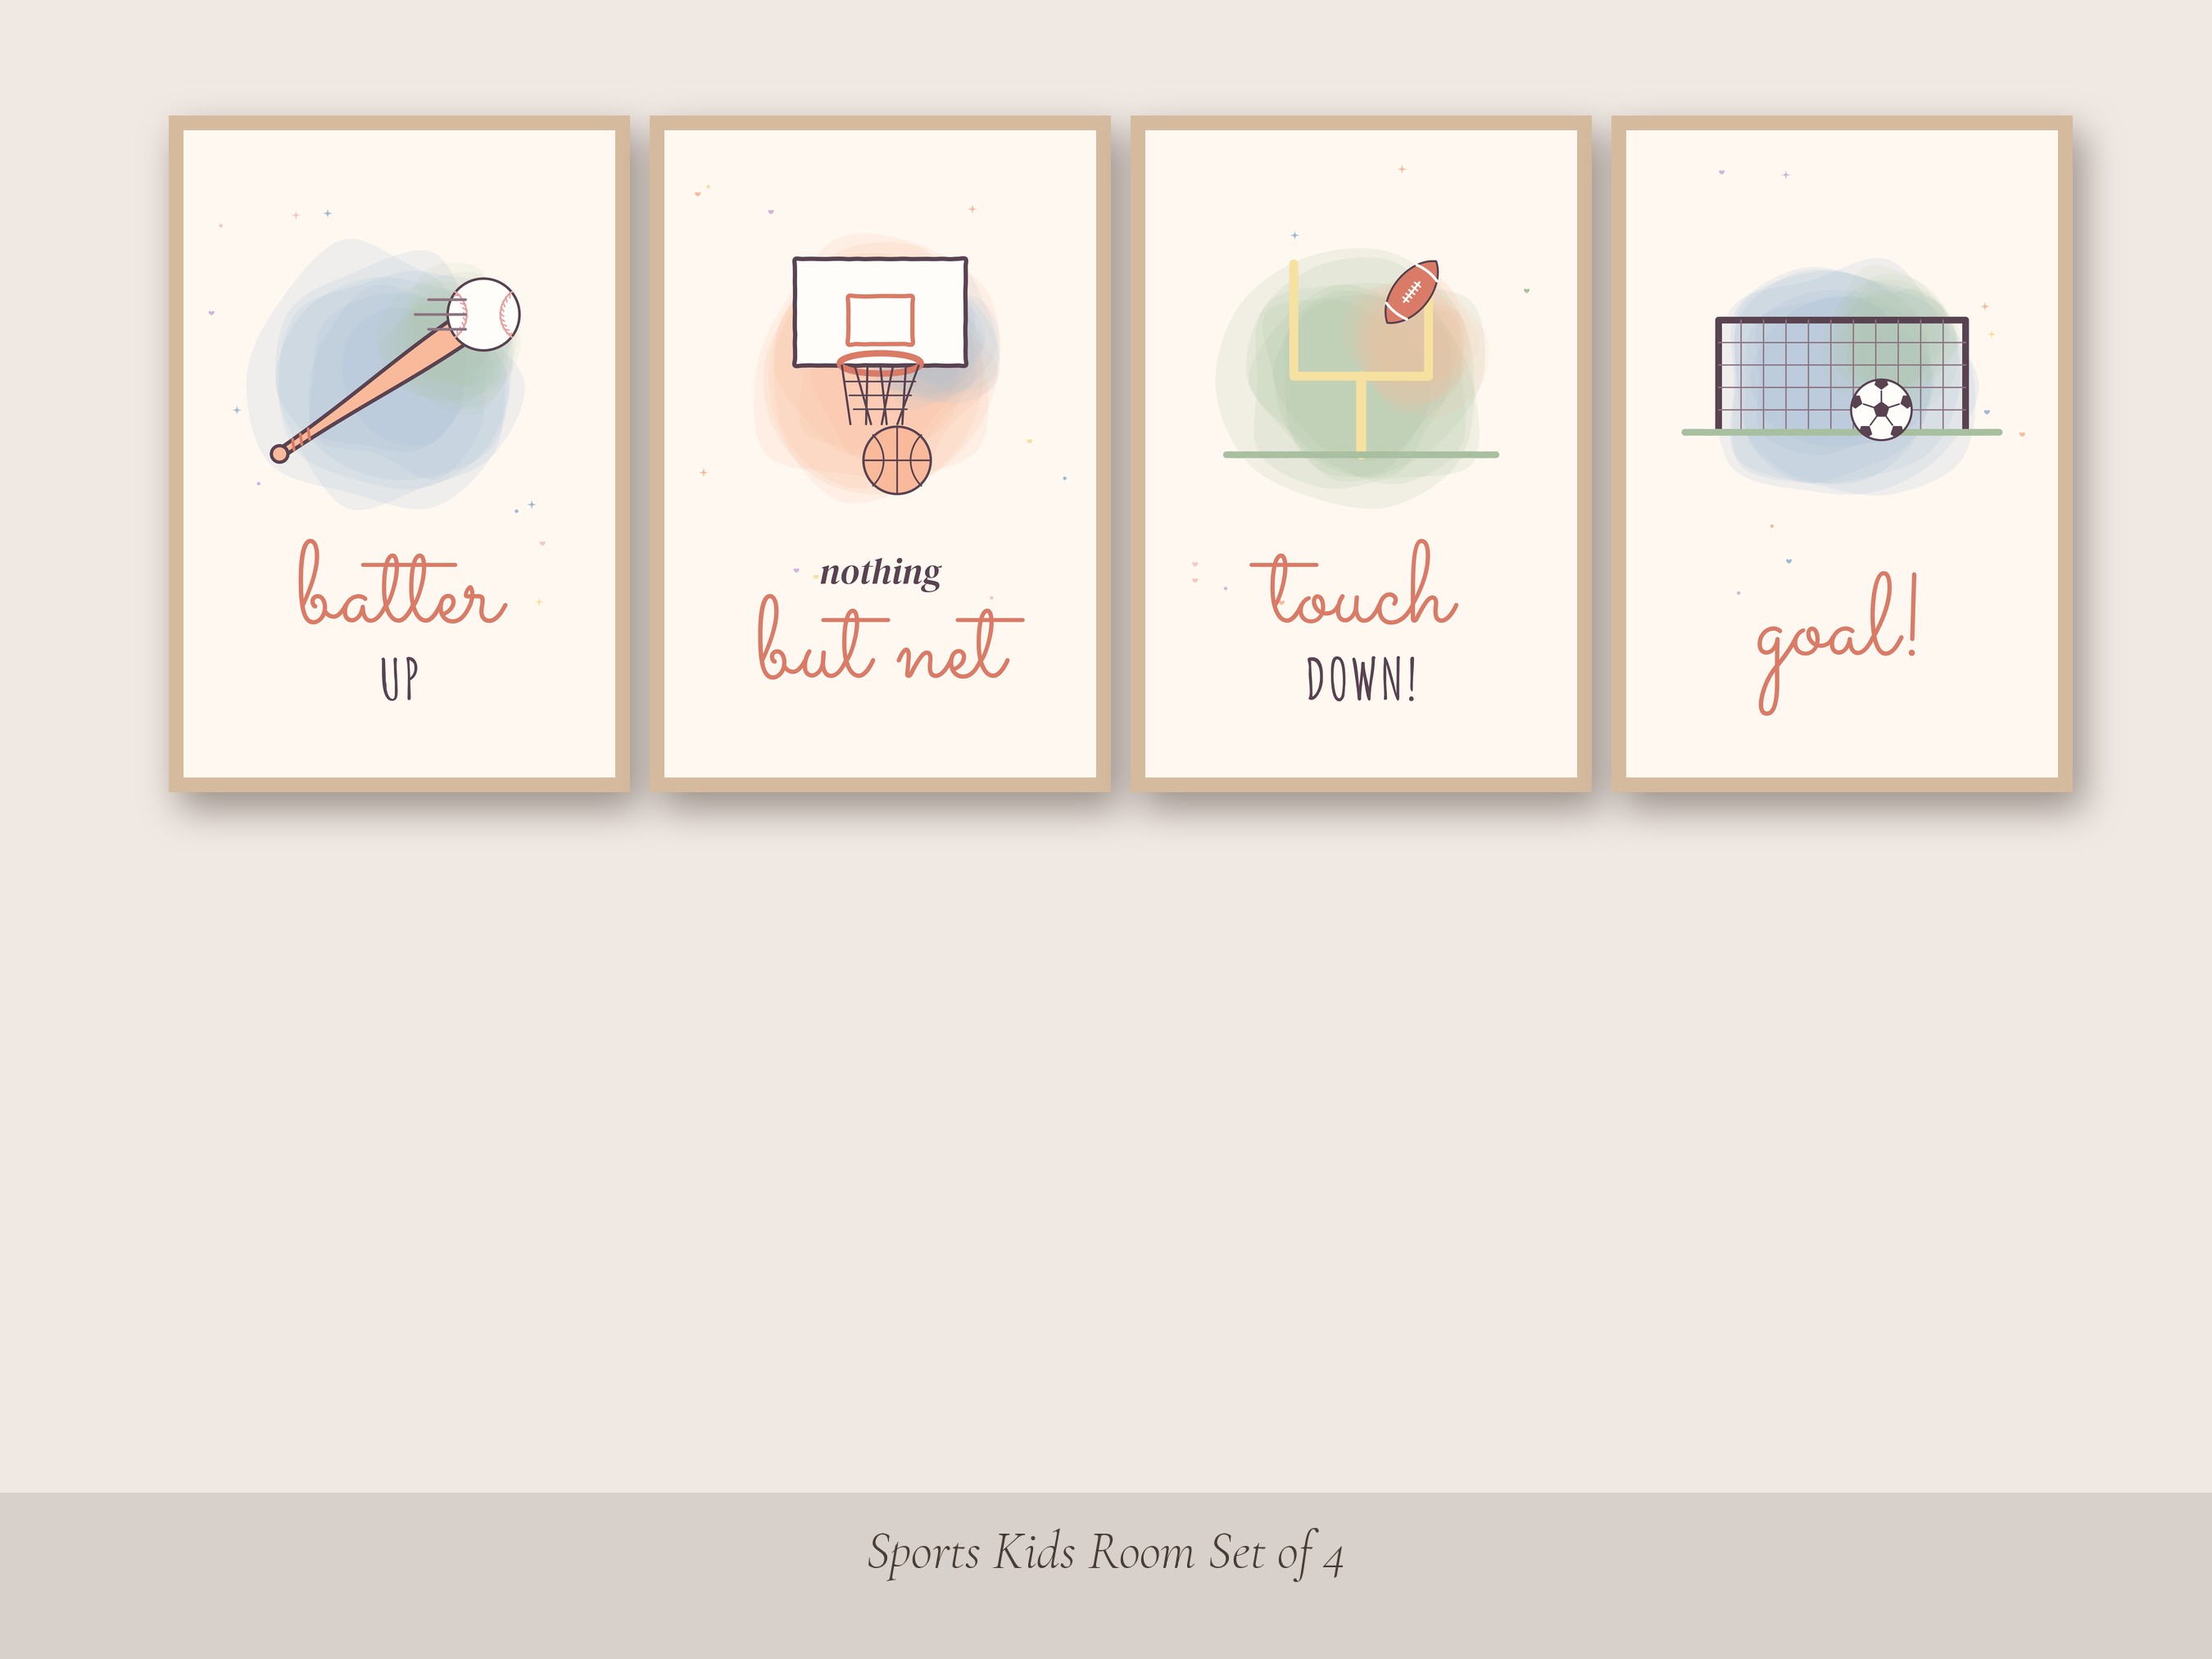 batter
UP
nothing
but net
touch
DOWN!
goal!
Sports Kids Room Set of 4